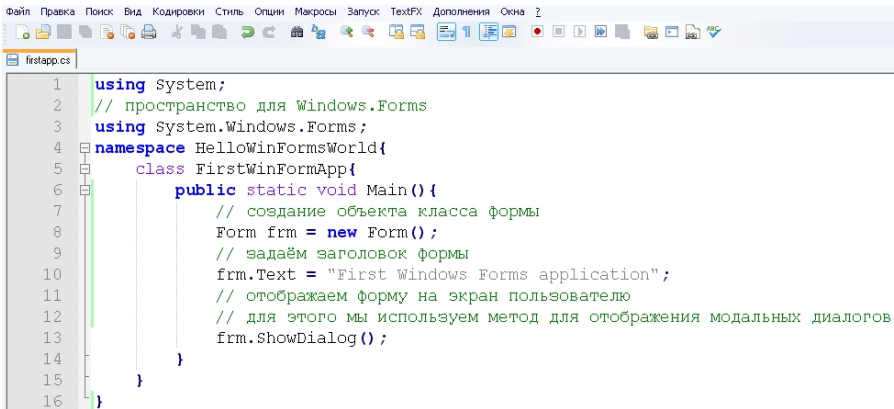 Файл Правка Поиск Вид Кодировки Стиль Опции Макросы Запуск TextFX Дополнения Окна ?
firstapp.cs
1 using System;
2 // пространство для Windows.Forms
3 using System.Windows.Forms;
4 namespace HelloWinFormsWorld{
5 class FirstWinFormApp{
6 public static void Main(){
7 // создание объекта класса формы
8 Form frm = new Form();
9 // задаём заголовок формы
10 frm.Text = "First Windows Forms application";
11 // отображаем форму на экран пользователю
12 // для этого мы используем метод для отображения модальных диалогов
13 frm.ShowDialog();
14 }
15 }
16 }